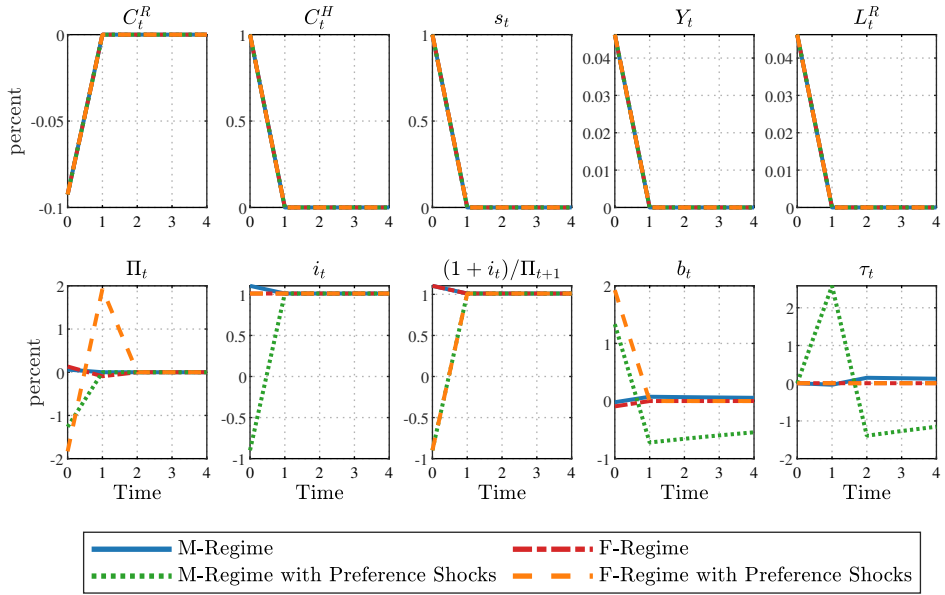 C_t^R C_t^H s_t Y_t L_t^R
percent
0
-0.05
-0.1
0 1 2 3 4
1
0.5
0
0 1 2 3 4
1
0.5
0
0 1 2 3 4
0.04
0.03
0.02
0.01
0
0 1 2 3 4
0.04
0.03
0.02
0.01
0
0 1 2 3 4
Π_t i_t (1 + i_t)/Π_{t+1} b_t τ_t
percent
2
1
0
-1
-2
0 1 2 3 4
Time
1
0.5
0
-0.5
-1
0 1 2 3 4
Time
1
0.5
0
-0.5
-1
0 1 2 3 4
Time
2
1
0
-1
0 1 2 3 4
Time
2
1
0
-1
-2
0 1 2 3 4
Time
M-Regime F-Regime
M-Regime with Preference Shocks F-Regime with Preference Shocks